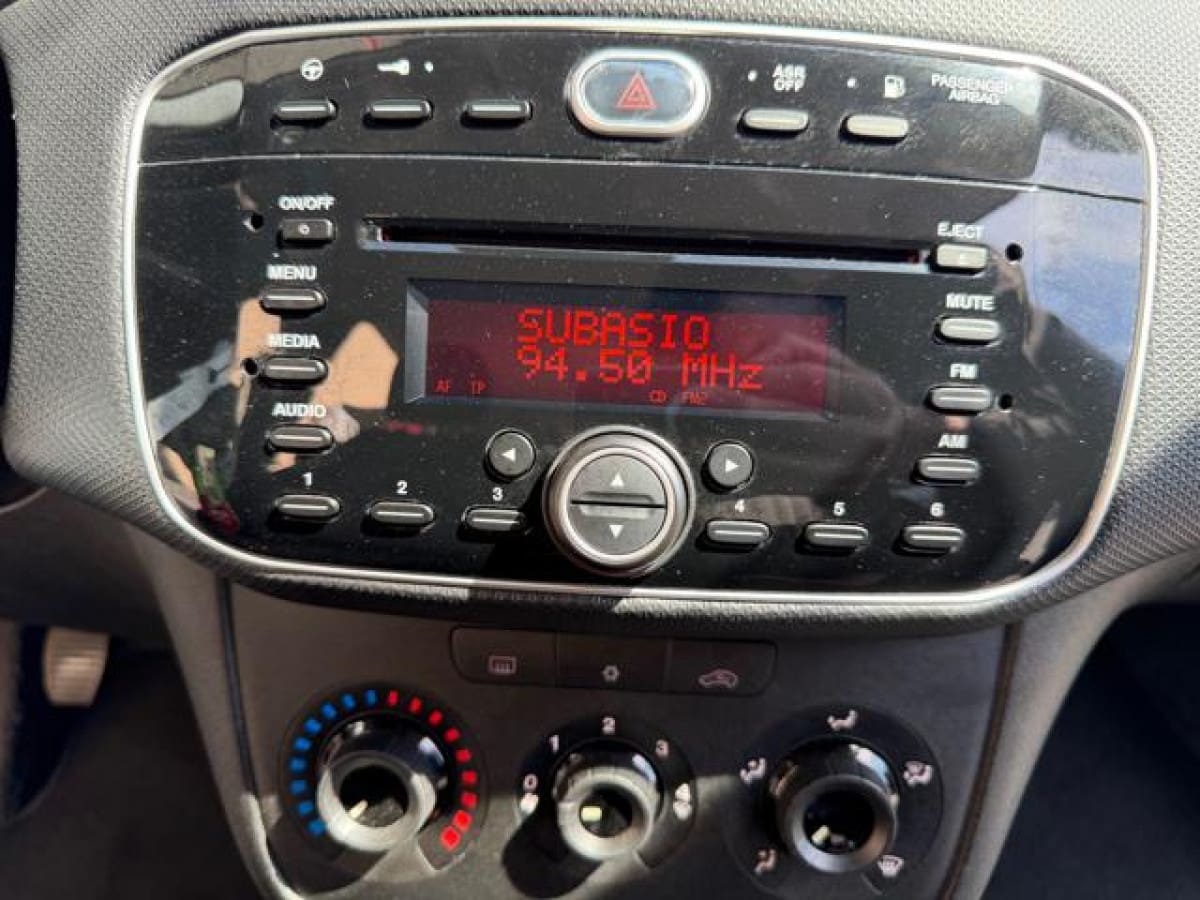 ASR
OFF
PASSENGER
AIRBAG
ON/OFF
EJECT
MENU
MUTE
SUBASIO
MEDIA
94.50 MHz
FM
AF TP
CD FM2
AUDIO
AM
1
2
3
4
5
6
0
1
2
3